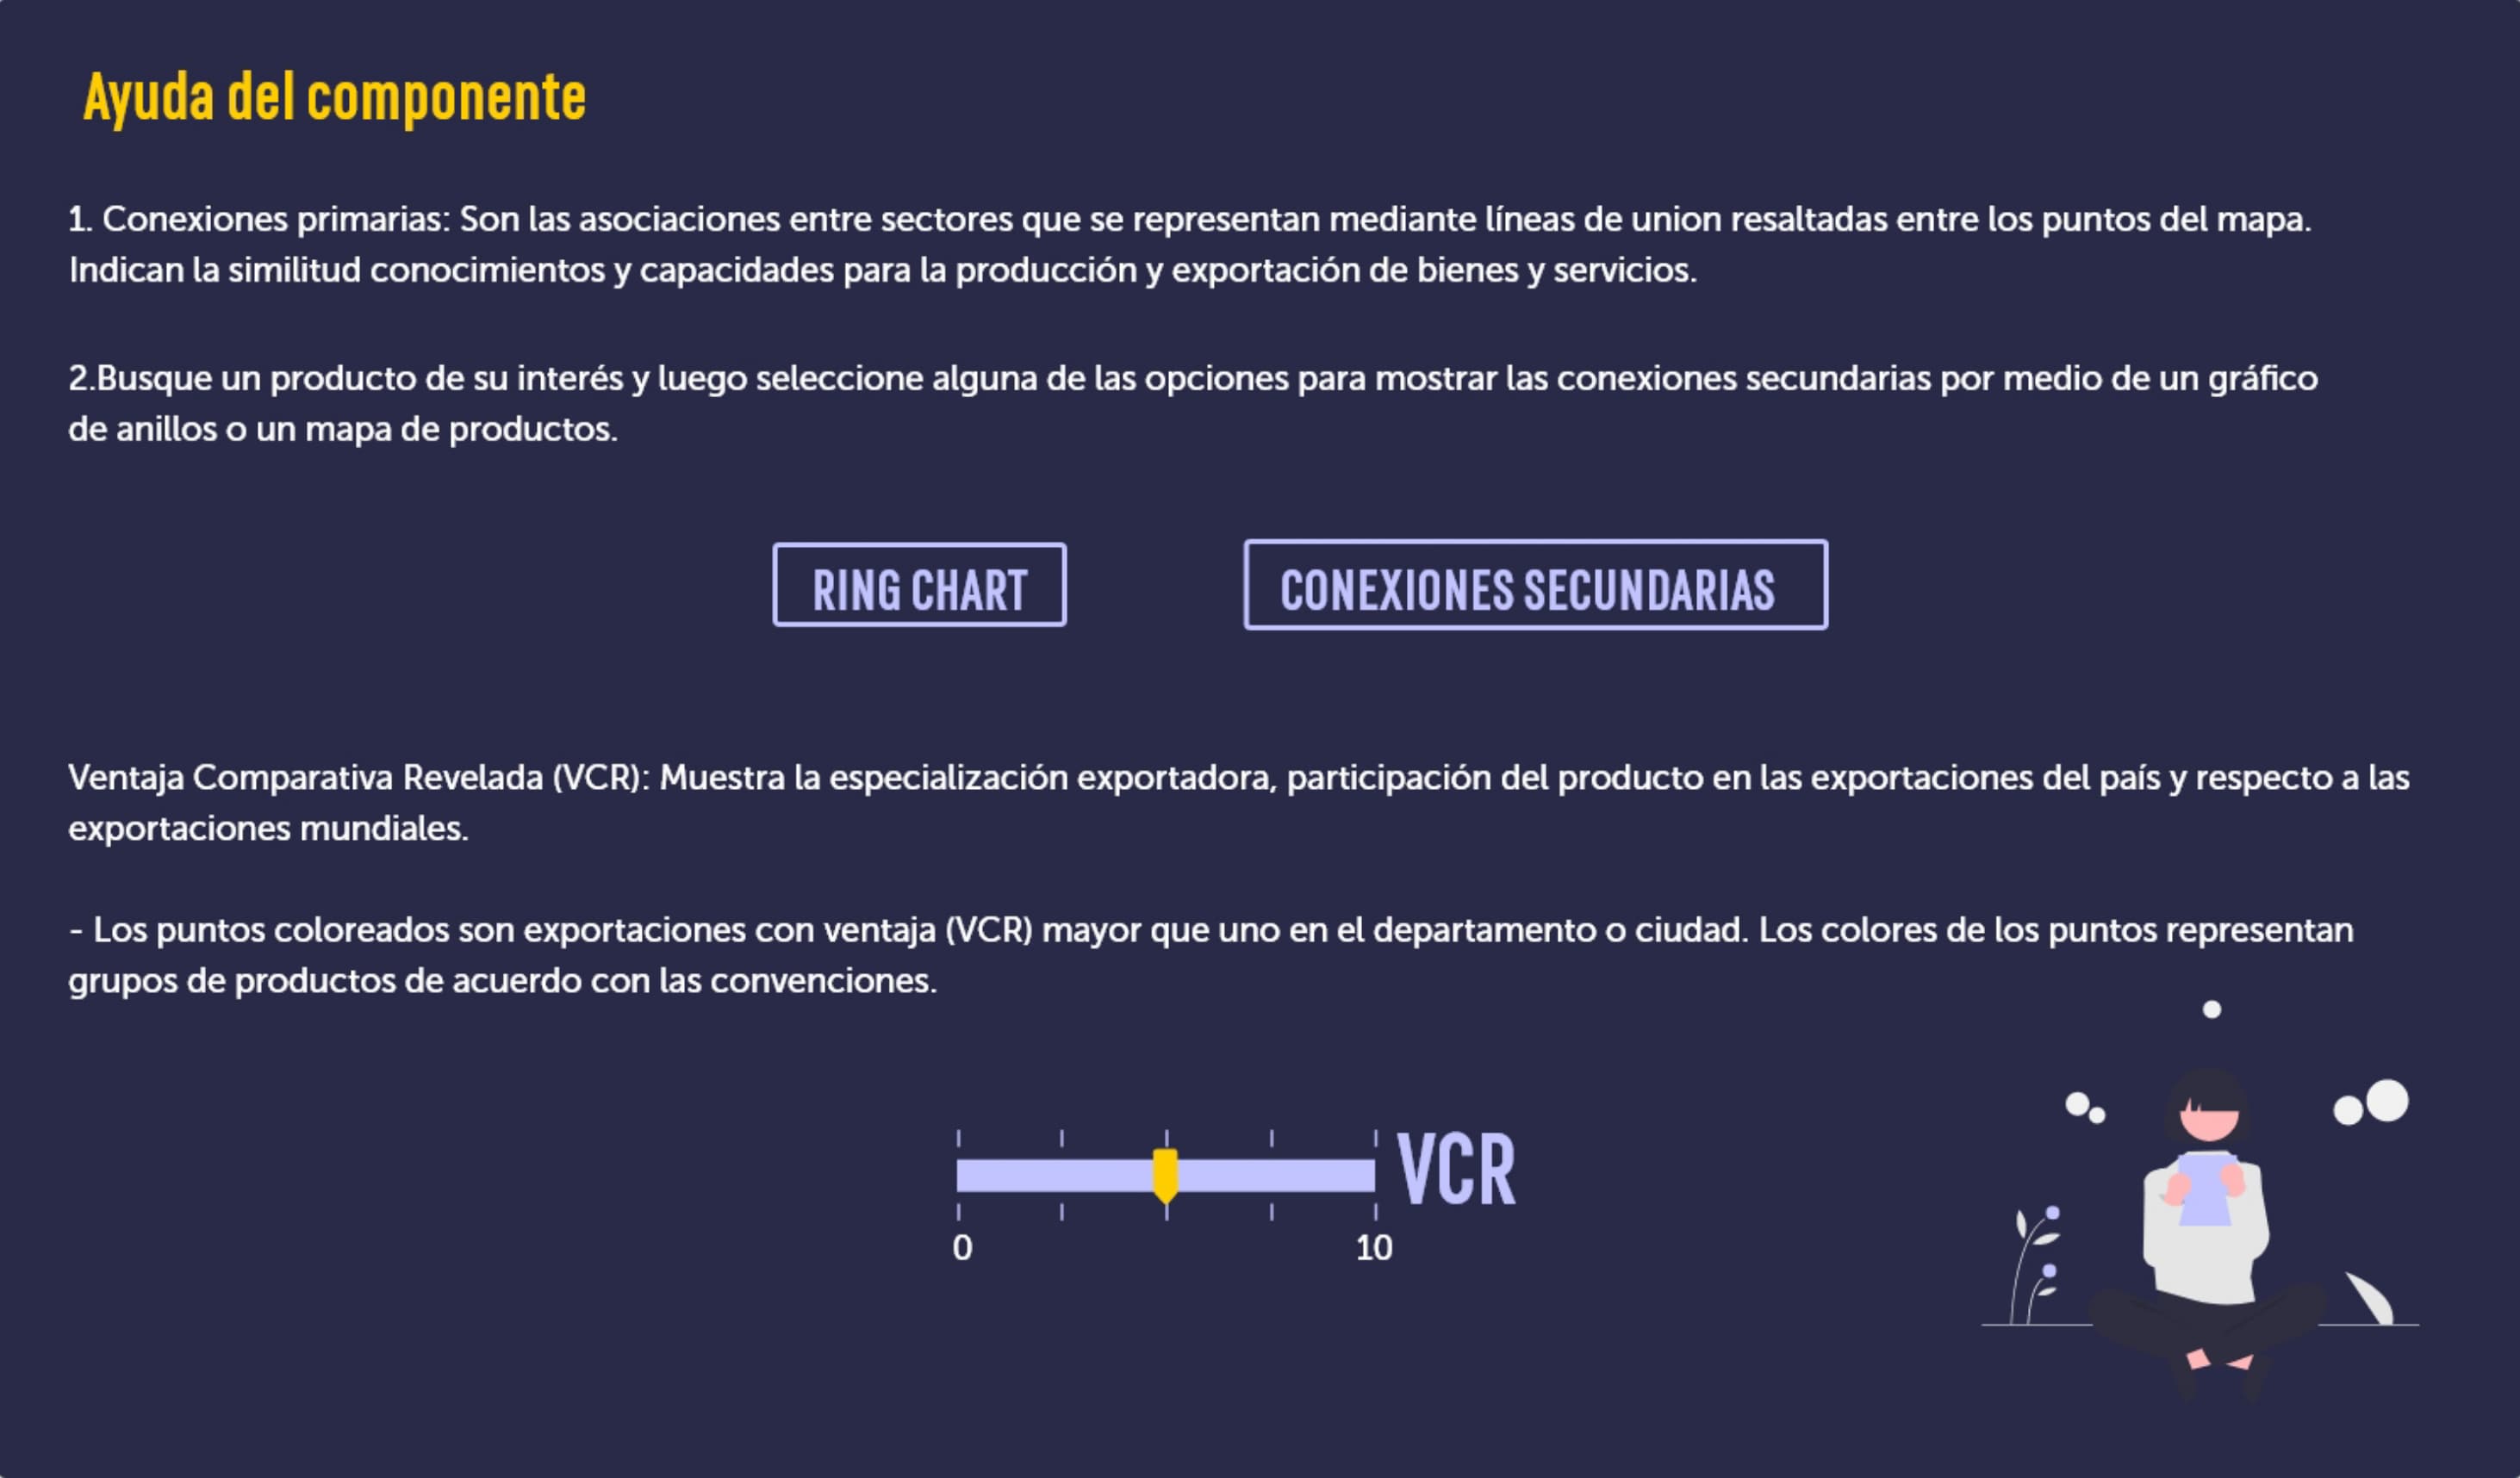 Ayuda del componente
1. Conexiones primarias: Son las asociaciones entre sectores que se representan mediante líneas de union resaltadas entre los puntos del mapa.
Indican la similitud conocimientos y capacidades para la producción y exportación de bienes y servicios.
2.Busque un producto de su interés y luego seleccione alguna de las opciones para mostrar las conexiones secundarias por medio de un gráfico
de anillos o un mapa de productos.
RING CHART
CONEXIONES SECUNDARIAS
Ventaja Comparativa Revelada (VCR): Muestra la especialización exportadora, participación del producto en las exportaciones del país y respecto a las
exportaciones mundiales.
- Los puntos coloreados son exportaciones con ventaja (VCR) mayor que uno en el departamento o ciudad. Los colores de los puntos representan
grupos de productos de acuerdo con las convenciones.
VCR
0
10